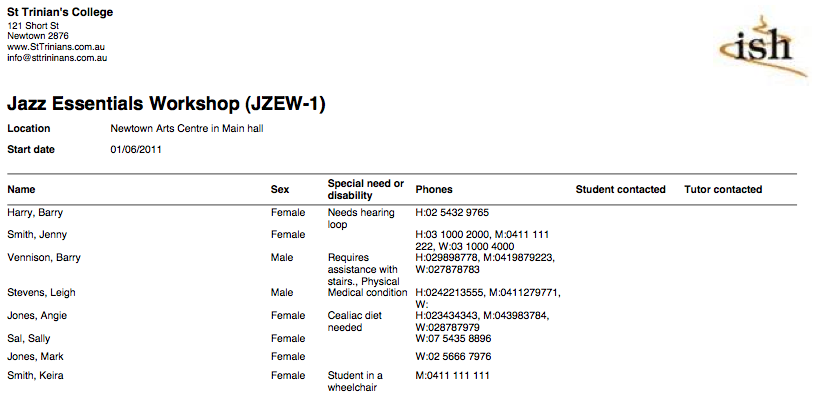 St Trinian's College
121 Short St
Newtown 2876
www.StTrinians.com.au
info@sttrininans.com.au
ish
Jazz Essentials Workshop (JZEW-1)
Location Newtown Arts Centre in Main hall
Start date 01/06/2011
Name Sex Special need or disability Phones Student contacted Tutor contacted
Harry, Barry Female Needs hearing loop H:02 5432 9765
Smith, Jenny Female H:03 1000 2000, M:0411 111 222, W:03 1000 4000
Vennison, Barry Male Requires assistance with stairs., Physical H:029898778, M:0419879223, W:027878783
Stevens, Leigh Male Medical condition H:0242213555, M:0411279771, W:
Jones, Angie Female Cealiac diet needed H:023434343, M:043983784, W:028787979
Sal, Sally Female W:07 5435 8896
Jones, Mark Female W:02 5666 7976
Smith, Keira Female Student in a wheelchair M:0411 111 111